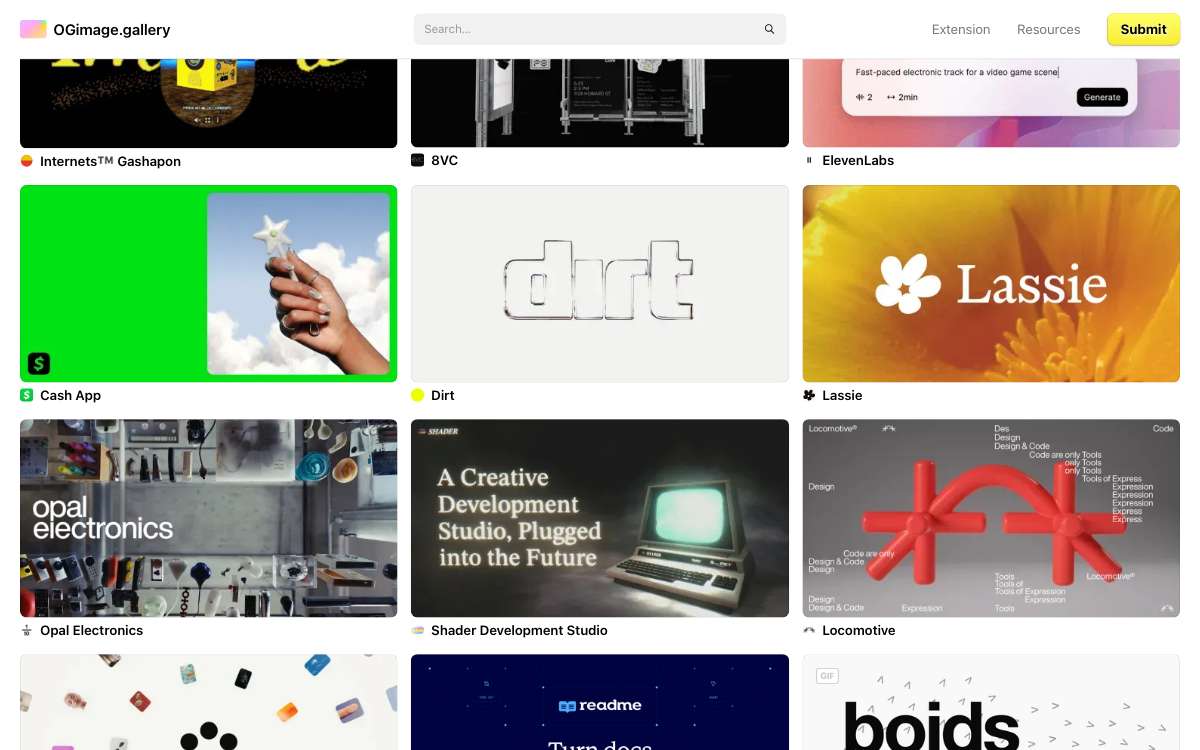 OGimage.gallery
Search...
Extension
Resources
Submit
Fast-paced electronic track for a video game scene
2
2min
Generate
Internets™ Gashapon
8VC
ElevenLabs
dirt
Lassie
Cash App
Dirt
Lassie
opal
electronics
SHADER
A Creative
Development
Studio, Plugged
into the Future
Locomotive®
Des
Design
Design & Code
Code are only Tools
only Tools
only Tools
Tools of Express
Expression
Expression
Expression
Express
Express
Code
Design
Code are only
Design & Code
Design
Design
Design & Code
Expression
Tools
Tools of
Tools of Express
Expression
Tools
Locomotive®
Opal Electronics
Shader Development Studio
Locomotive
readme
Turn docs
GIF
boids